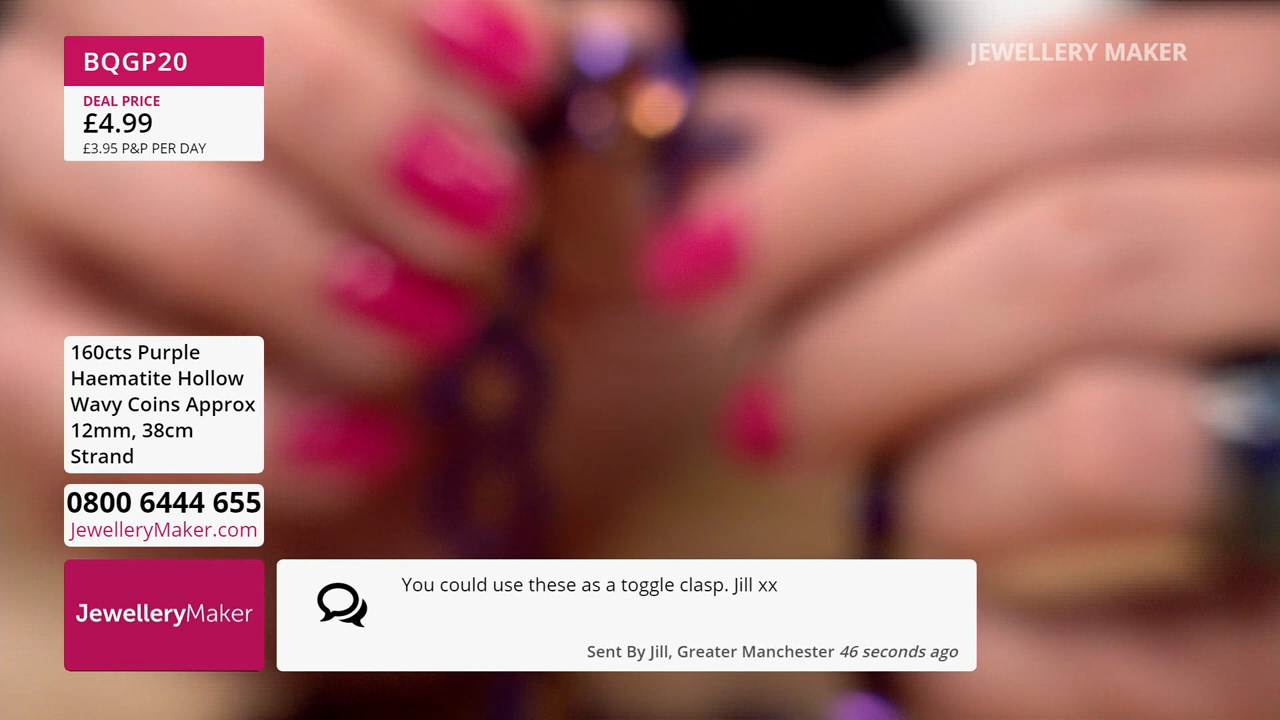 BQGP20
DEAL PRICE
£4.99
£3.95 P&P PER DAY
JEWELLERY MAKER
160cts Purple
Haematite Hollow
Wavy Coins Approx
12mm, 38cm
Strand
0800 6444 655
JewelleryMaker.com
JewelleryMaker
You could use these as a toggle clasp. Jill xx
Sent By Jill, Greater Manchester 46 seconds ago